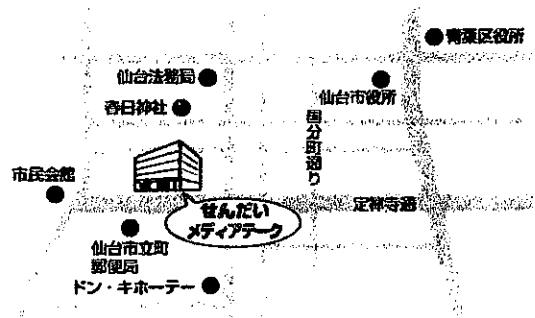 青葉区役所
仙台法務局
仙台市役所
春日神社
国分町通り
市民会館
定禅寺通
せんだい
メディアテーク
仙台市立町
郵便局
ドン・キホーテー